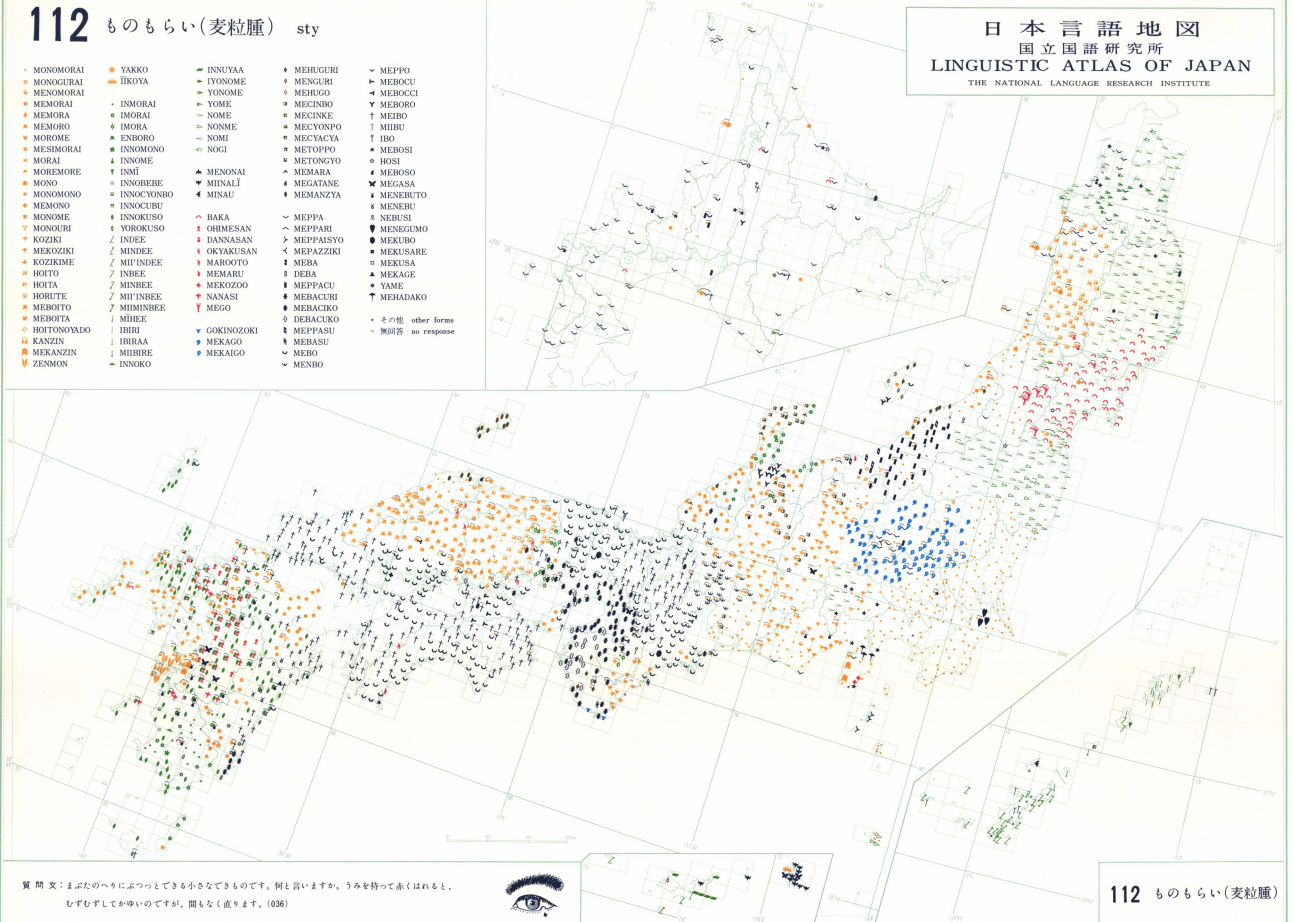 112 ものもらい(麦粒腫) sty
日本言語地図
国立国語研究所
LINGUISTIC ATLAS OF JAPAN
THE NATIONAL LANGUAGE RESEARCH INSTITUTE
MONOMORAI
MONOGURAI
MENOMORAI
MEMORAI
MEMORA
MEMORO
MOROME
MESIMORAI
MORAI
MOREMORE
MONO
MONOMONO
MEMONO
MONOME
MONOURI
KOZIKI
MEKOZIKI
KOZIKIME
HOITO
HOITA
HORUTE
MEBOITO
MEBOITA
HOITONOYADO
KANZIN
MEKANZIN
ZENMON
YAKKO
ÏÏKOYA
INMORAI
IMORAI
IMORA
ENBORO
INNOMONO
INNOME
INMÏ
INNOBEBE
INNOCYONBO
INNOCUBU
INNOKUSO
YOROKUSO
INDEE
MINDEE
MII'INDEE
INBEE
MINBEE
MII'INBEE
MIIMINBEE
MÏHEE
IBIRI
IBIRAA
MIIBIRE
INNOKO
INNUYAA
IYONOME
YONOME
YOME
NOME
NONME
NOMI
NOGI
MENONAI
MIINALÏ
MINAU
BAKA
OHIMESAN
DANNASAN
OKYAKUSAN
MAROOTO
MEMARU
MEKOZOO
NANASI
MEGO
GOKINOZOKI
MEKAGO
MEKAIGO
MEHUGURI
MENGURI
MEHUGO
MECINBO
MECINKE
MECYONPO
MECYACYA
METOPPO
METONGYO
MEMARA
MEGATANE
MEMANZYA
MEPPA
MEPPARI
MEPPAISYO
MEPAZZIKI
MEBA
DEBA
MEPPACU
MEBACURI
MEBACIKO
DEBACUKO
MEPPASU
MEBASU
MEBO
MENBO
MEPPO
MEBOCU
MEBOCCI
MEBORO
MEIBO
MIIBU
IBO
MEBOSI
HOSI
MEBOSO
MEGASA
MENEBUTO
MENEBU
NEBUSI
MENEGUMO
MEKUBO
MEKUSARE
MEKUSA
MEKAGE
YAME
MEHADAKO
その他 other forms
無回答 no response
質問文:まぶたのへりにぷつっとできる小さなできものです。何と言いますか。うみを持って赤くはれると,
むずむずしてかゆいのですが,間もなく直ります。(036)
112 ものもらい(麦粒腫)